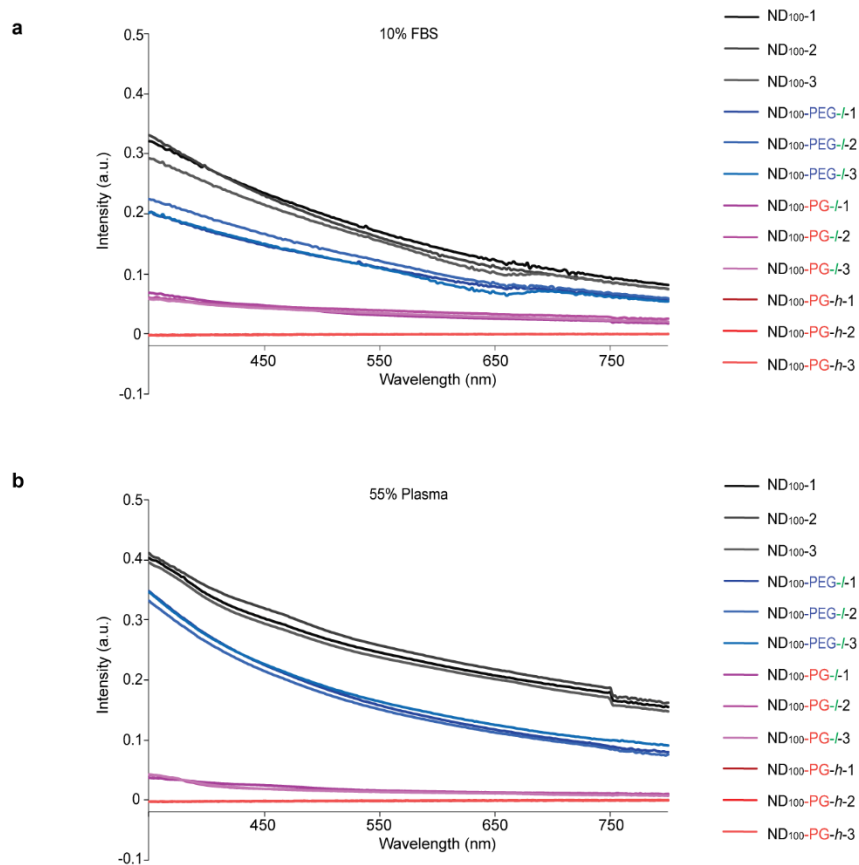 a
10% FBS
0.5
0.4
0.3
0.2
0.1
0
-0.1
Intensity (a.u.)
450
550
650
750
Wavelength (nm)
ND100-1
ND100-2
ND100-3
ND100-PEG-l-1
ND100-PEG-l-2
ND100-PEG-l-3
ND100-PG-l-1
ND100-PG-l-2
ND100-PG-l-3
ND100-PG-h-1
ND100-PG-h-2
ND100-PG-h-3
b
55% Plasma
0.5
0.4
0.3
0.2
0.1
0
-0.1
Intensity (a.u.)
450
550
650
750
Wavelength (nm)
ND100-1
ND100-2
ND100-3
ND100-PEG-l-1
ND100-PEG-l-2
ND100-PEG-l-3
ND100-PG-l-1
ND100-PG-l-2
ND100-PG-l-3
ND100-PG-h-1
ND100-PG-h-2
ND100-PG-h-3